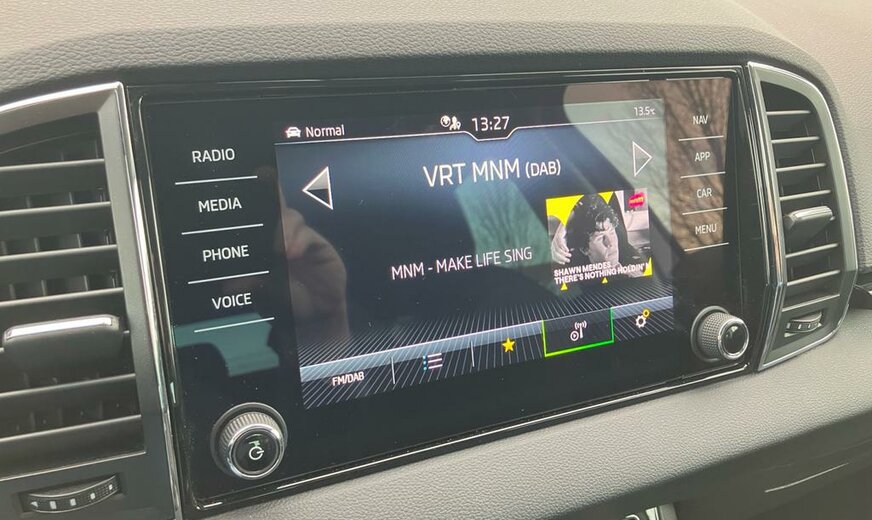 Normal
13:27
13.5°C
RADIO
MEDIA
PHONE
VOICE
VRT MNM (DAB)
MNM - MAKE LIFE SING
SHAWN MENDES
THERE'S NOTHING HOLDIN'
FM/DAB
NAV
APP
CAR
MENU